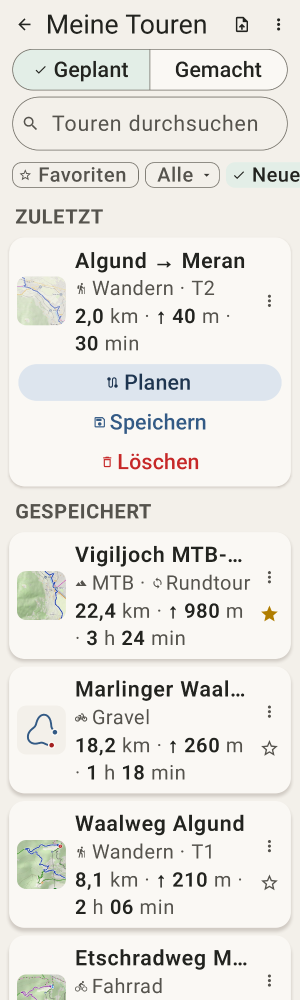 Meine Touren
Geplant
Gemacht
Touren durchsuchen
Favoriten
Alle
Neue
ZULETZT
Algund → Meran
Wandern · T2
2,0 km · ↑ 40 m ·
30 min
Planen
Speichern
Löschen
GESPEICHERT
Vigiljoch MTB-…
MTB · Rundtour
22,4 km · ↑ 980 m
· 3 h 24 min
Marlinger Waal…
Gravel
18,2 km · ↑ 260 m
· 1 h 18 min
Waalweg Algund
Wandern · T1
8,1 km · ↑ 210 m ·
2 h 06 min
Etschradweg M…
Fahrrad